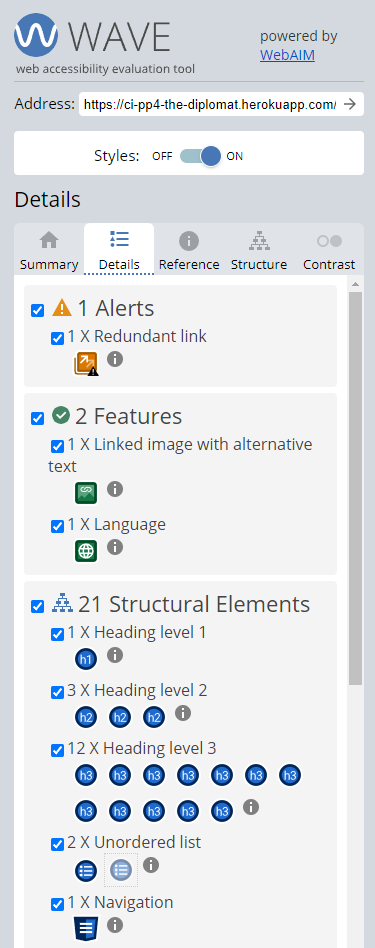 WAVE
web accessibility evaluation tool
powered by
WebAIM
Address: https://ci-pp4-the-diplomat.herokuapp.com/
Styles: OFF ON
Details
Summary Details Reference Structure Contrast
1 Alerts
1 X Redundant link
2 Features
1 X Linked image with alternative
text
1 X Language
21 Structural Elements
1 X Heading level 1
h1
3 X Heading level 2
h2 h2 h2
12 X Heading level 3
h3 h3 h3 h3 h3 h3 h3
h3 h3 h3 h3 h3
2 X Unordered list
1 X Navigation